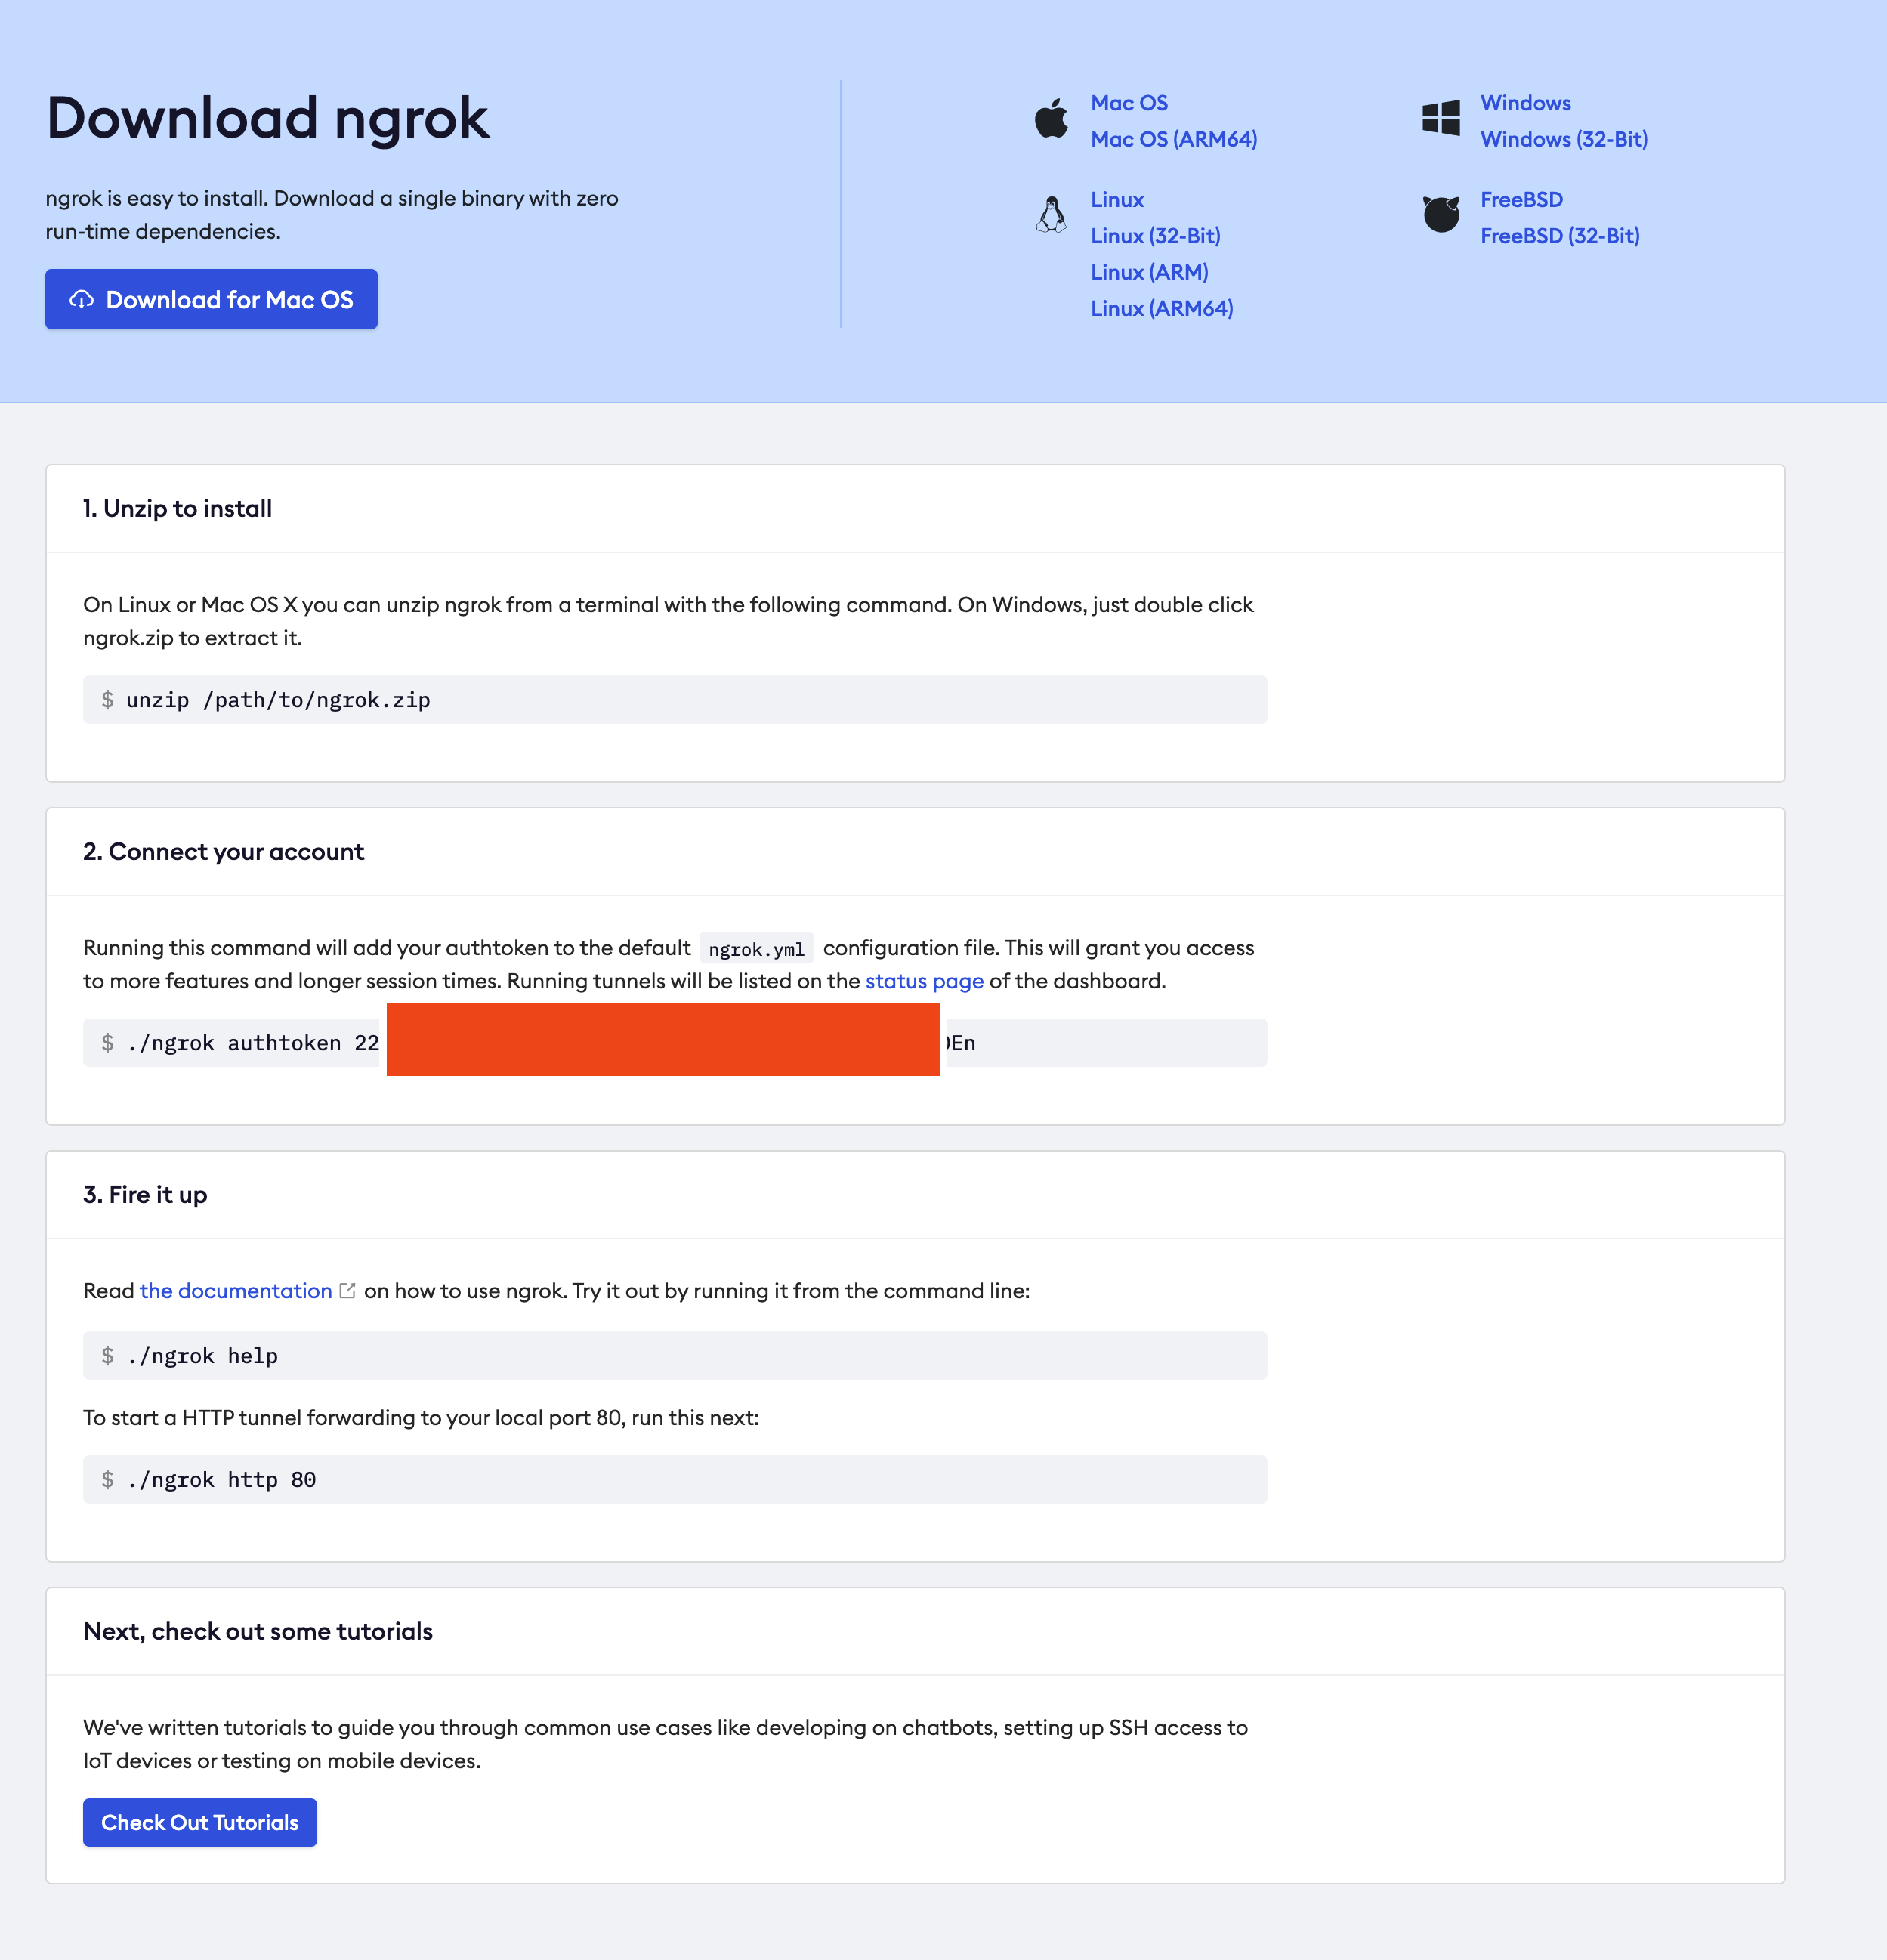 Download ngrok
ngrok is easy to install. Download a single binary with zero
run-time dependencies.
Download for Mac OS
Mac OS
Mac OS (ARM64)
Linux
Linux (32-Bit)
Linux (ARM)
Linux (ARM64)
Windows
Windows (32-Bit)
FreeBSD
FreeBSD (32-Bit)
1. Unzip to install
On Linux or Mac OS X you can unzip ngrok from a terminal with the following command. On Windows, just double click
ngrok.zip to extract it.
$ unzip /path/to/ngrok.zip
2. Connect your account
Running this command will add your authtoken to the default ngrok.yml configuration file. This will grant you access
to more features and longer session times. Running tunnels will be listed on the status page of the dashboard.
$ ./ngrok authtoken 22 En
3. Fire it up
Read the documentation on how to use ngrok. Try it out by running it from the command line:
$ ./ngrok help
To start a HTTP tunnel forwarding to your local port 80, run this next:
$ ./ngrok http 80
Next, check out some tutorials
We've written tutorials to guide you through common use cases like developing on chatbots, setting up SSH access to
IoT devices or testing on mobile devices.
Check Out Tutorials